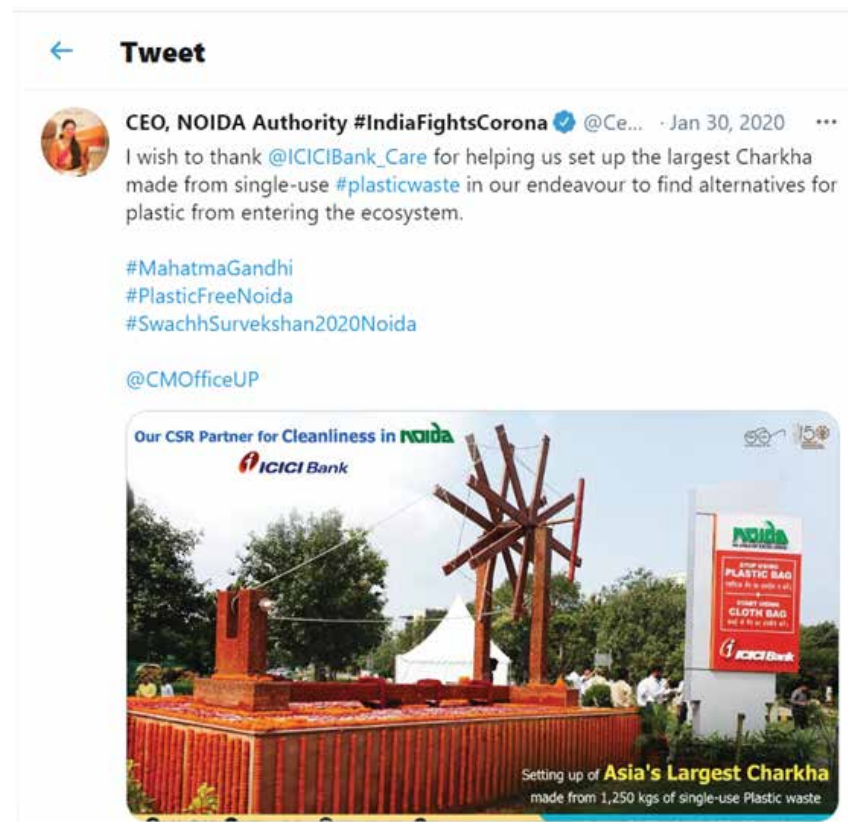 Tweet
CEO, NOIDA Authority #IndiaFightsCorona @Ce... · Jan 30, 2020
I wish to thank @ICICIBank_Care for helping us set up the largest Charkha
made from single-use #plasticwaste in our endeavour to find alternatives for
plastic from entering the ecosystem.
#MahatmaGandhi
#PlasticFreeNoida
#SwachhSurvekshan2020Noida
@CMOfficeUP
Our CSR Partner for Cleanliness in NOIDA
ICICI Bank
NOIDA
STOP USING
PLASTIC BAG
START USING
CLOTH BAG
ICICI Bank
Setting up of Asia's Largest Charkha
made from 1,250 kgs of single-use Plastic waste